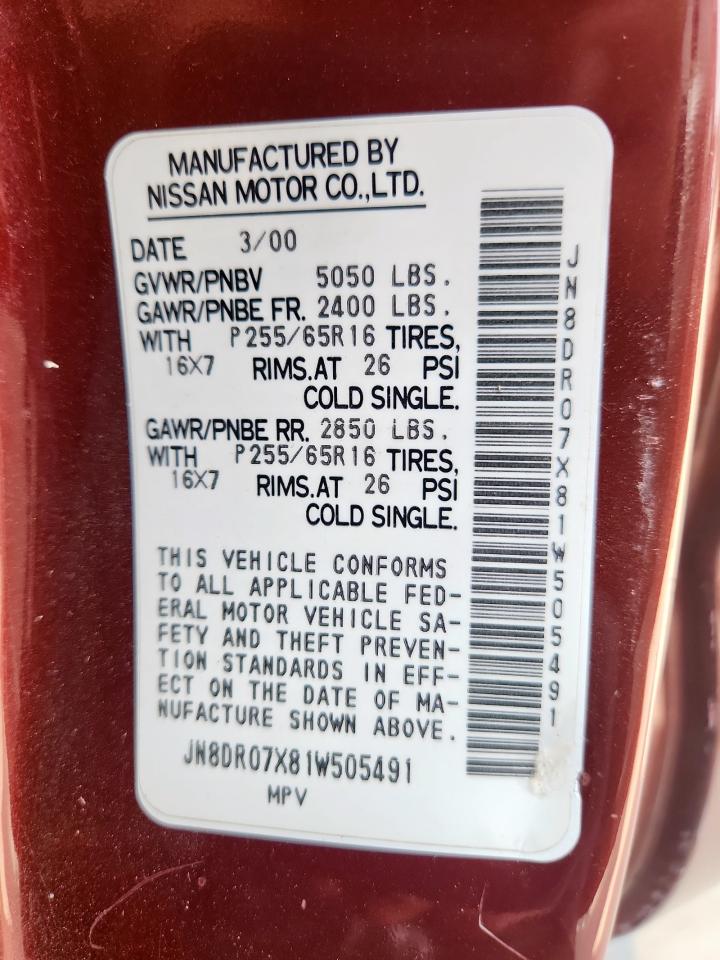 MANUFACTURED BY
NISSAN MOTOR CO.,LTD.
DATE 3/00
GVWR/PNBV 5050 LBS.
GAWR/PNBE FR. 2400 LBS.
WITH P255/65R16 TIRES,
16X7 RIMS.AT 26 PSI
COLD SINGLE.
GAWR/PNBE RR. 2850 LBS.
WITH P255/65R16 TIRES,
16X7 RIMS.AT 26 PSI
COLD SINGLE.
THIS VEHICLE CONFORMS
TO ALL APPLICABLE FED-
ERAL MOTOR VEHICLE SA-
FETY AND THEFT PREVEN-
TION STANDARDS IN EFF-
ECT ON THE DATE OF MA-
NUFACTURE SHOWN ABOVE.
JN8DR07X81W505491
MPV
JN8DR07X81W505491